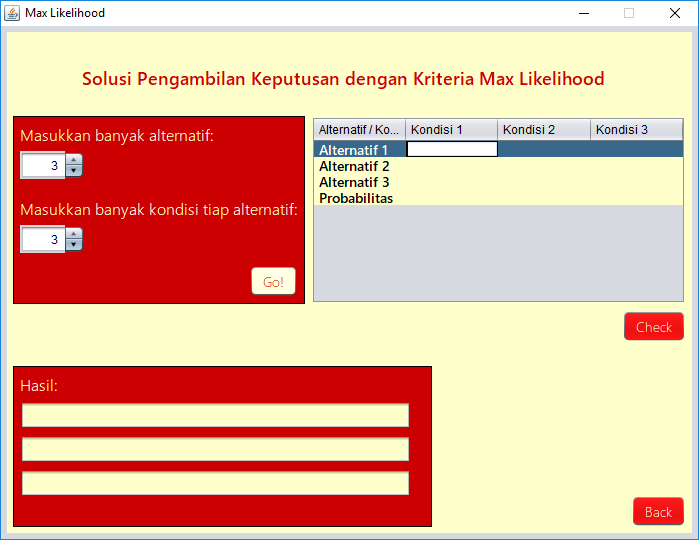 Max Likelihood
Solusi Pengambilan Keputusan dengan Kriteria Max Likelihood
Masukkan banyak alternatif:
3
Masukkan banyak kondisi tiap alternatif:
3
Go!
Alternatif / Ko... Kondisi 1 Kondisi 2 Kondisi 3
Alternatif 1
Alternatif 2
Alternatif 3
Probabilitas
Check
Hasil:
Back